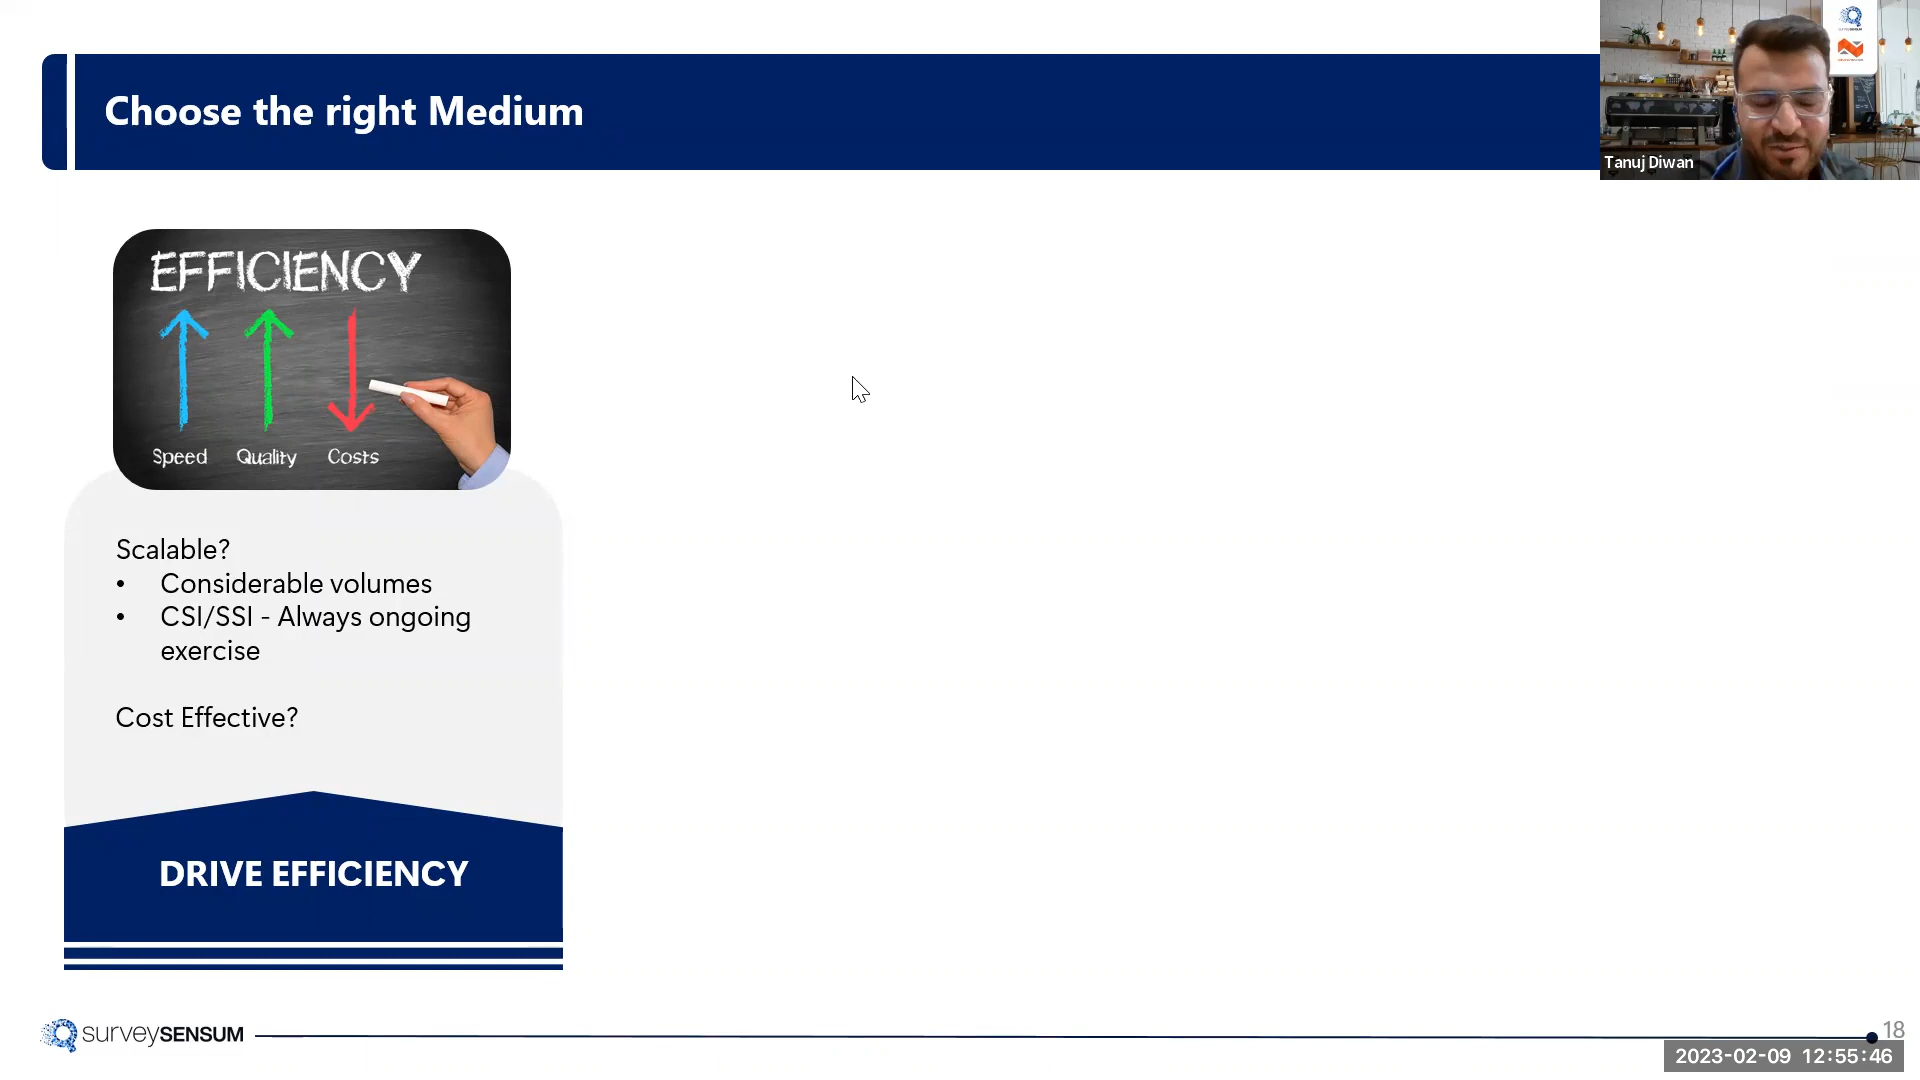 Choose the right Medium
Tanuj Diwan
EFFICIENCY
Speed Quality Costs
Scalable?
• Considerable volumes
• CSI/SSI - Always ongoing
exercise
Cost Effective?
DRIVE EFFICIENCY
surveySENSUM
18
2023-02-09 12:55:46